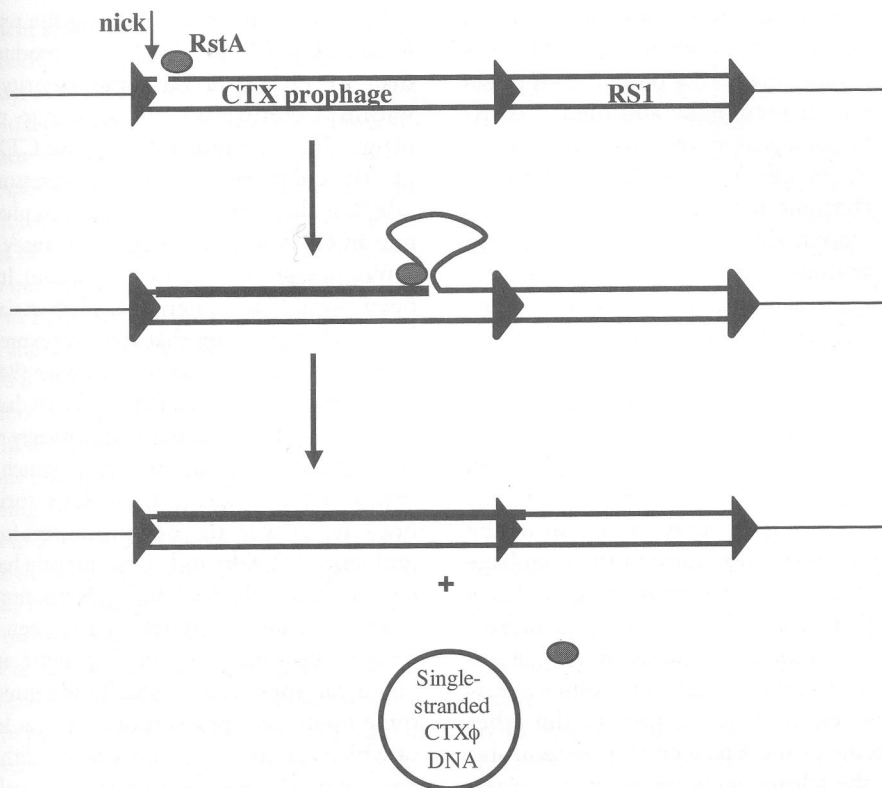 nick
RstA
CTX prophage
RS1
+
Single-
stranded
CTXϕ
DNA